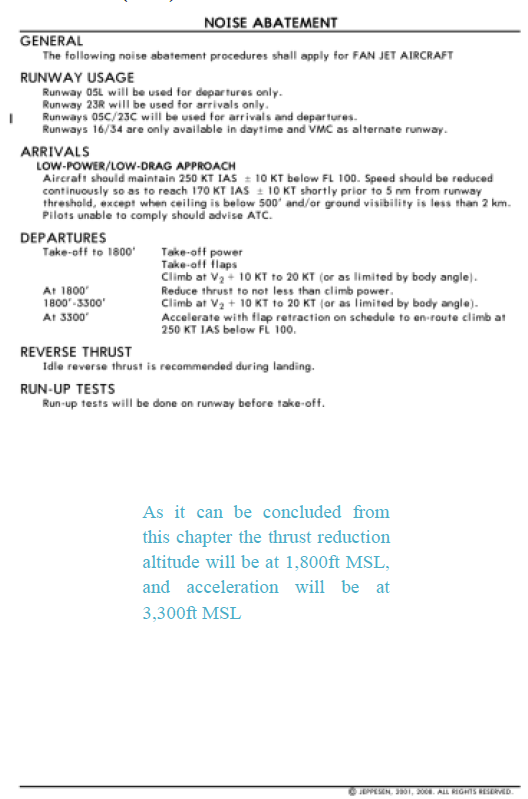 NOISE ABATEMENT
GENERAL
The following noise abatement procedures shall apply for FAN JET AIRCRAFT
RUNWAY USAGE
Runway 05L will be used for departures only.
Runway 23R will be used for arrivals only.
Runways 05C/23C will be used for arrivals and departures.
Runways 16/34 are only available in daytime and VMC as alternate runway.
ARRIVALS
LOW-POWER/LOW-DRAG APPROACH
Aircraft should maintain 250 KT IAS ± 10 KT below FL 100. Speed should be reduced
continuously so as to reach 170 KT IAS ± 10 KT shortly prior to 5 nm from runway
threshold, except when ceiling is below 500' and/or ground visibility is less than 2 km.
Pilots unable to comply should advise ATC.
DEPARTURES
Take-off to 1800' Take-off power
Take-off flaps
Climb at V2 + 10 KT to 20 KT (or as limited by body angle).
At 1800' Reduce thrust to not less than climb power.
1800'-3300' Climb at V2 + 10 KT to 20 KT (or as limited by body angle).
At 3300' Accelerate with flap retraction on schedule to en-route climb at
250 KT IAS below FL 100.
REVERSE THRUST
Idle reverse thrust is recommended during landing.
RUN-UP TESTS
Run-up tests will be done on runway before take-off.
As it can be concluded from
this chapter the thrust reduction
altitude will be at 1,800ft MSL,
and acceleration will be at
3,300ft MSL
© JEPPESEN, 2001, 2008. ALL RIGHTS RESERVED.